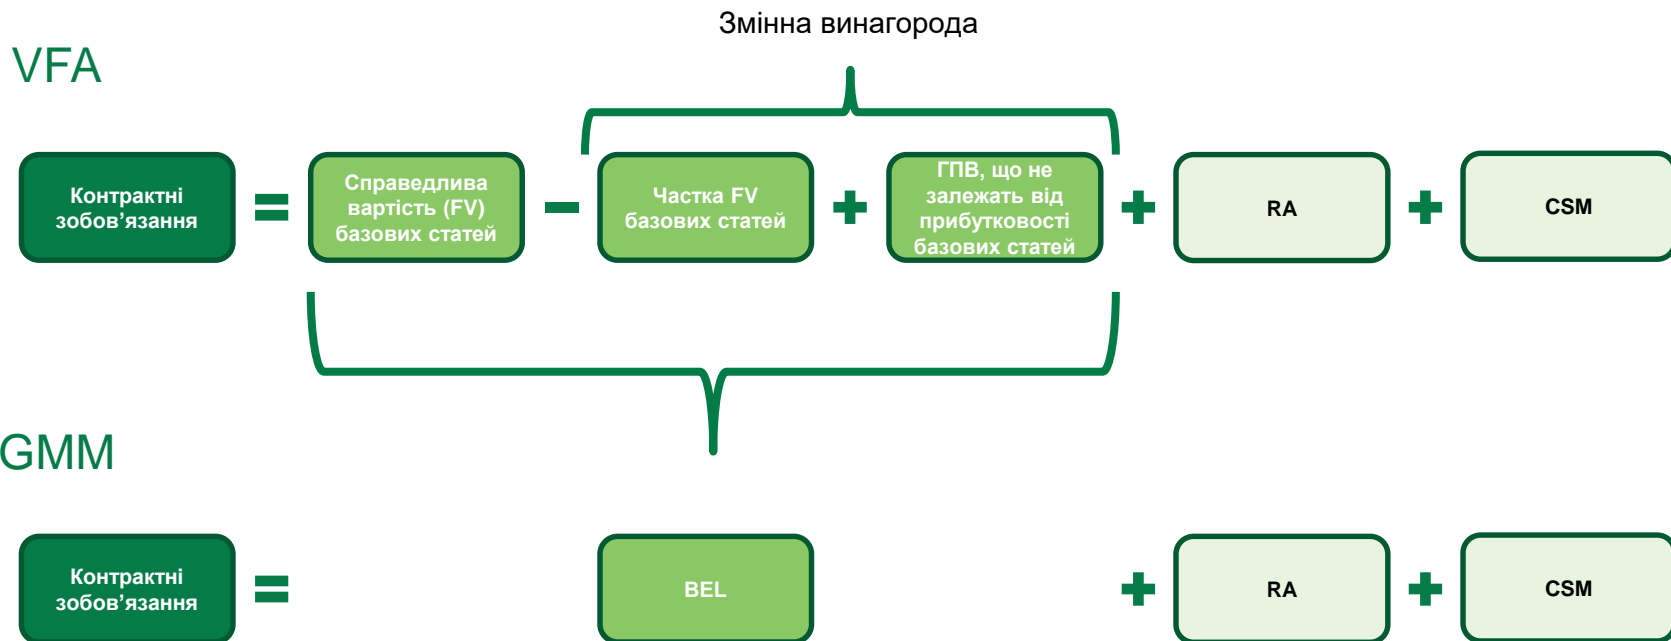 Змінна винагорода
VFA
Контрактні
зобов’язання
=
Справедлива
вартість (FV)
базових статей
−
Частка FV
базових статей
+
ГПВ, що не
залежать від
прибутковості
базових статей
+
RA
+
CSM
GMM
Контрактні
зобов’язання
=
BEL
+
RA
+
CSM